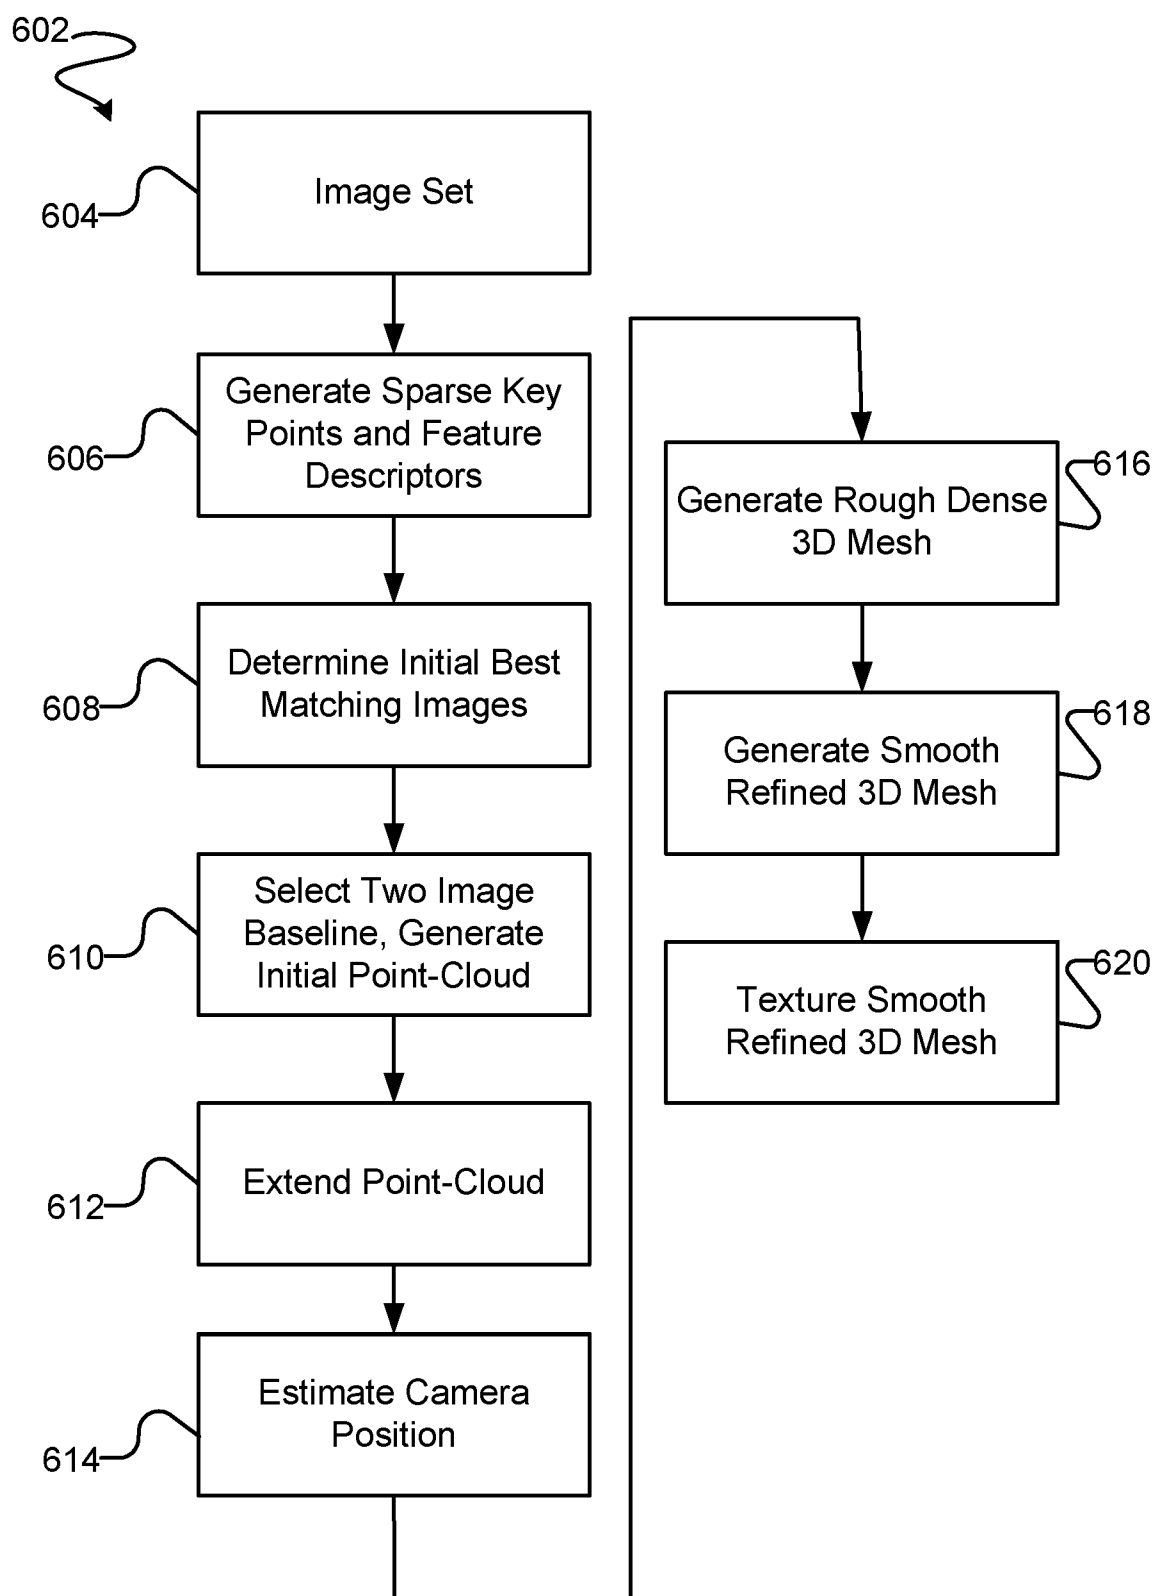 602
604
Image Set
606
Generate Sparse Key
Points and Feature
Descriptors
608
Determine Initial Best
Matching Images
610
Select Two Image
Baseline, Generate
Initial Point-Cloud
612
Extend Point-Cloud
614
Estimate Camera
Position
616
Generate Rough Dense
3D Mesh
618
Generate Smooth
Refined 3D Mesh
620
Texture Smooth
Refined 3D Mesh